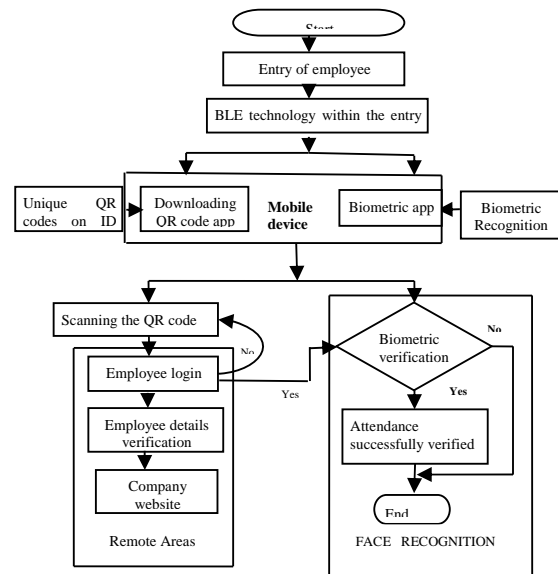 Start
Entry of employee
BLE technology within the entry
Unique QR
codes on ID
Downloading
QR code app
Mobile
device
Biometric app
Biometric
Recognition
Scanning the QR code
No
Employee login
Yes
Employee details
verification
Company
website
Remote Areas
Biometric
verification
No
Yes
Attendance
successfully verified
End
FACE RECOGNITION